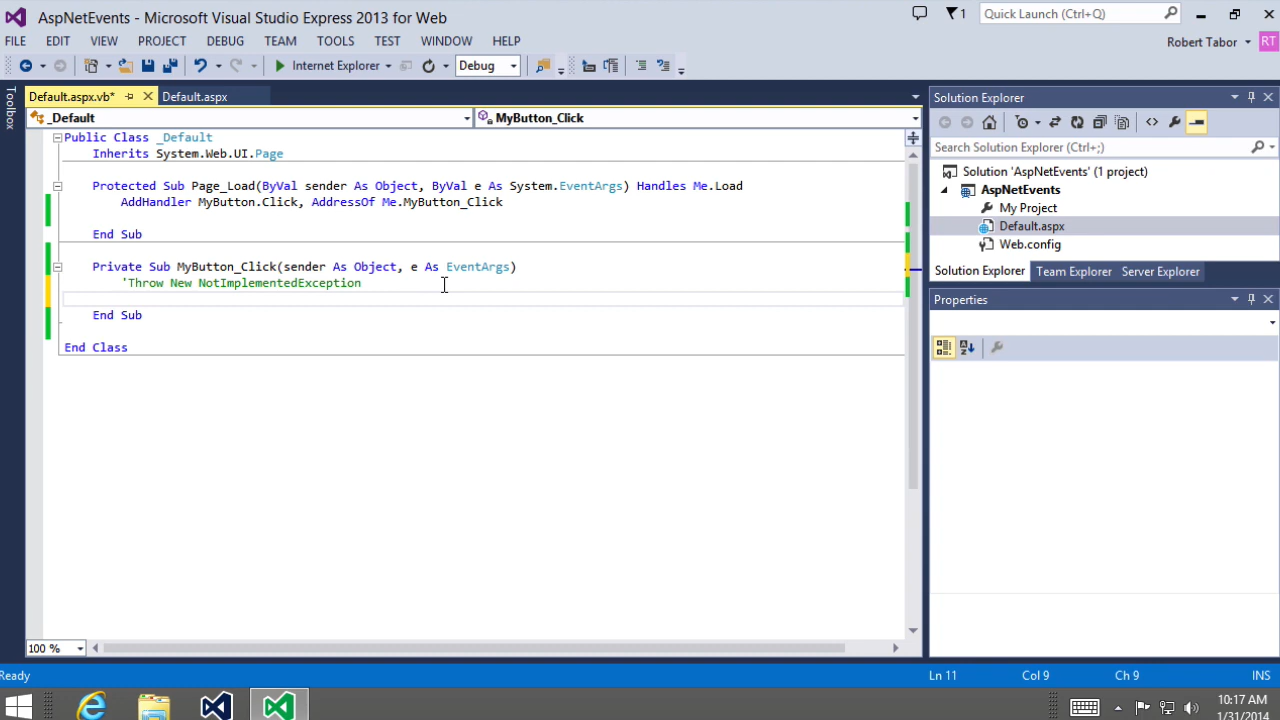 AspNetEvents - Microsoft Visual Studio Express 2013 for Web
1
Quick Launch (Ctrl+Q)
FILE EDIT VIEW PROJECT DEBUG TEAM TOOLS TEST WINDOW HELP
Robert Tabor
RT
Internet Explorer
Debug
Toolbox
Default.aspx.vb*
Default.aspx
_Default
MyButton_Click
Public Class _Default
Inherits System.Web.UI.Page
Protected Sub Page_Load(ByVal sender As Object, ByVal e As System.EventArgs) Handles Me.Load
AddHandler MyButton.Click, AddressOf Me.MyButton_Click
End Sub
Private Sub MyButton_Click(sender As Object, e As EventArgs)
'Throw New NotImplementedException
End Sub
End Class
100 %
Solution Explorer
Search Solution Explorer (Ctrl+;)
Solution 'AspNetEvents' (1 project)
AspNetEvents
My Project
Default.aspx
Web.config
Solution Explorer Team Explorer Server Explorer
Properties
Ready
Ln 11 Col 9 Ch 9 INS
10:17 AM
1/31/2014